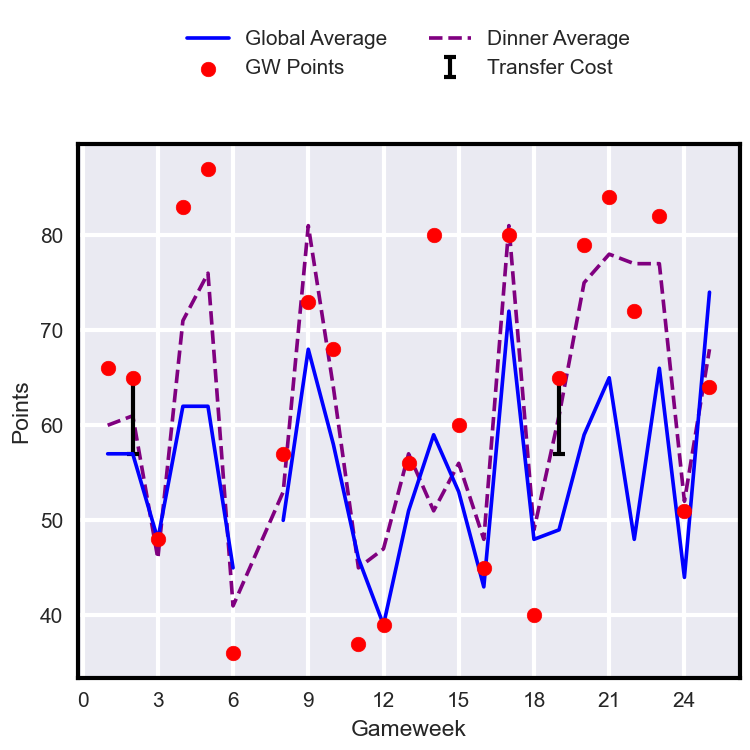 Global Average
Dinner Average
GW Points
Transfer Cost
80
70
60
50
40
Points
0 3 6 9 12 15 18 21 24
Gameweek